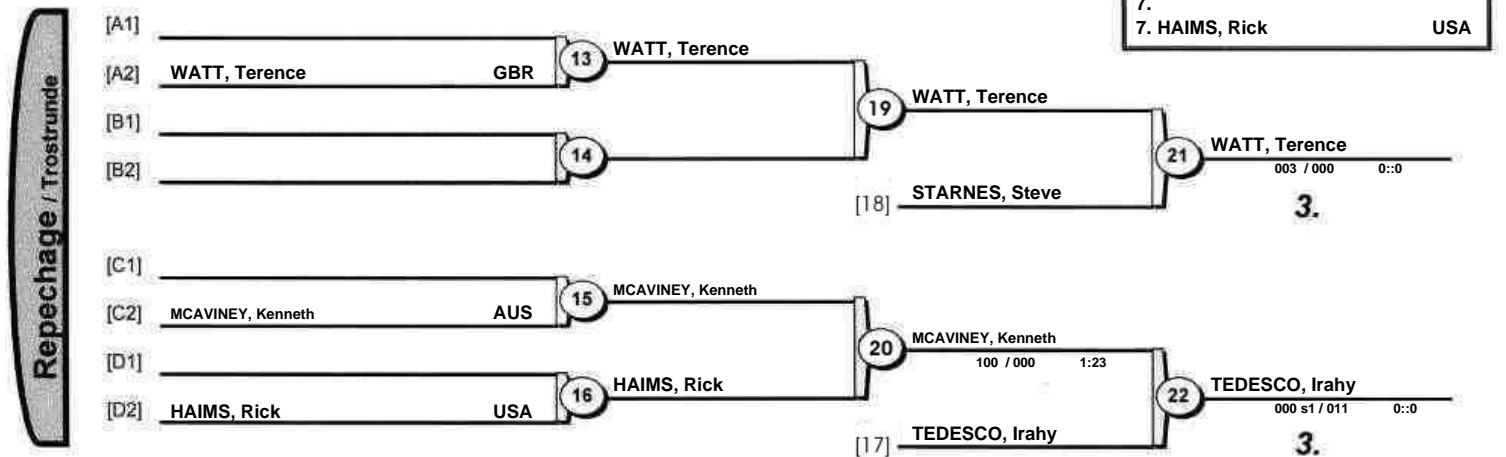 7.
7. HAIMS, Rick USA
Repechage / Trostrunde
[A1]
[A2] WATT, Terence GBR
13 WATT, Terence
[B1]
[B2]
14
19 WATT, Terence
[18] STARNES, Steve
21 WATT, Terence
003 / 000 0::0
3.
[C1]
[C2] MCAVINEY, Kenneth AUS
15 MCAVINEY, Kenneth
[D1]
[D2] HAIMS, Rick USA
16 HAIMS, Rick
20 MCAVINEY, Kenneth
100 / 000 1:23
[17] TEDESCO, Irahy
22 TEDESCO, Irahy
000 s1 / 011 0::0
3.